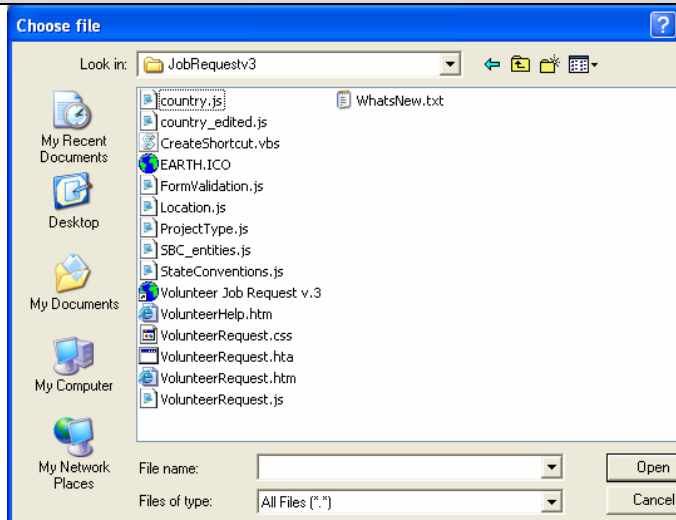 Choose file
?
Look in:
JobRequestv3
My Recent
Documents
Desktop
My Documents
My Computer
My Network
Places
country.js
country_edited.js
CreateShortcut.vbs
EARTH.ICO
FormValidation.js
Location.js
ProjectType.js
SBC_entities.js
StateConventions.js
Volunteer Job Request v.3
VolunteerHelp.htm
VolunteerRequest.css
VolunteerRequest.hta
VolunteerRequest.htm
VolunteerRequest.js
WhatsNew.txt
File name:
Open
Files of type:
All Files (*.*)
Cancel